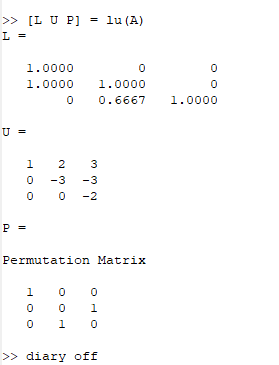 >> [L U P] = lu(A)
L =
1.0000 0 0
1.0000 1.0000 0
0 0.6667 1.0000
U =
1 2 3
0 -3 -3
0 0 -2
P =
Permutation Matrix
1 0 0
0 0 1
0 1 0
>> diary off